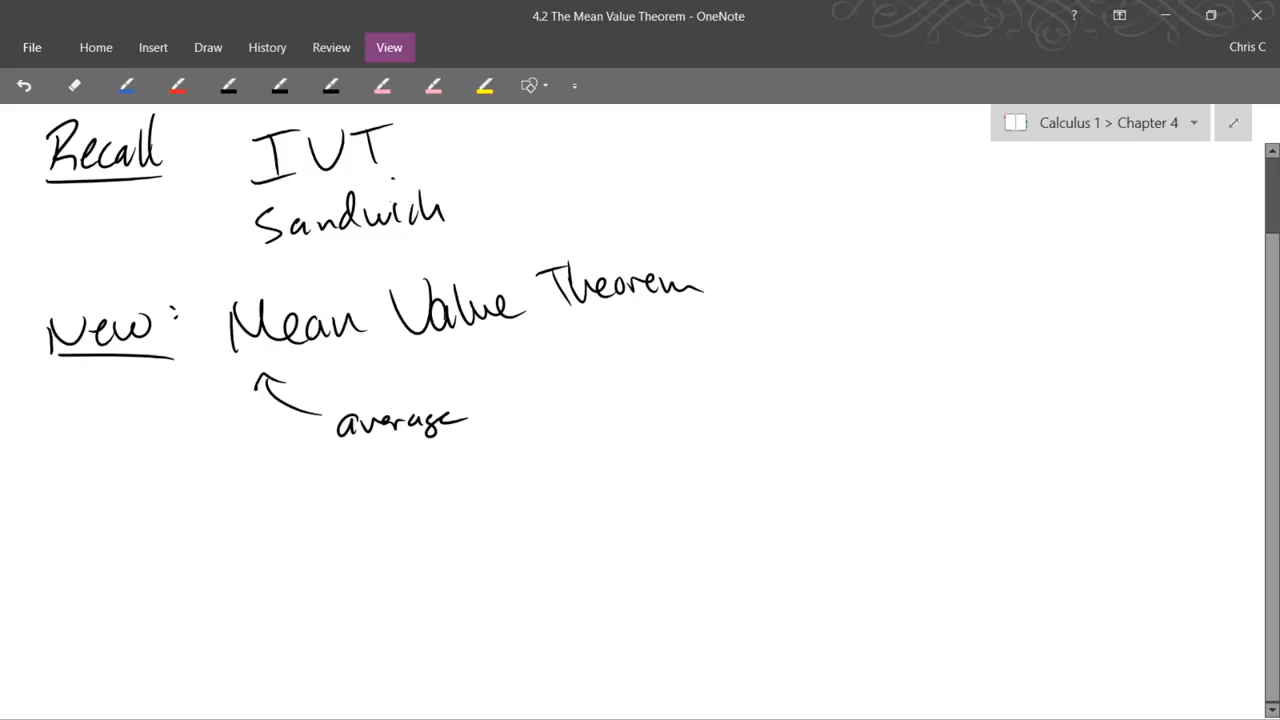 4.2 The Mean Value Theorem - OneNote
?
File Home Insert Draw History Review View Chris C
Calculus 1 > Chapter 4
Recall IVT
Sandwich
New: Mean Value Theorem
average